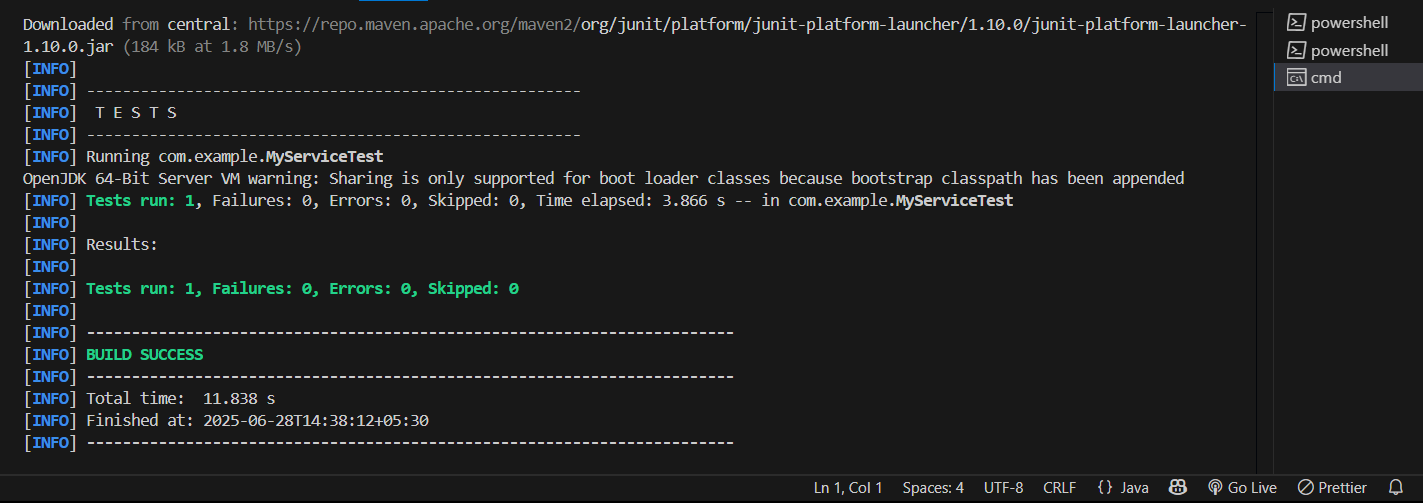 Downloaded from central: https://repo.maven.apache.org/maven2/org/junit/platform/junit-platform-launcher/1.10.0/junit-platform-launcher-
1.10.0.jar (184 kB at 1.8 MB/s)
[INFO]
[INFO] -------------------------------------------------------
[INFO]  T E S T S
[INFO] -------------------------------------------------------
[INFO] Running com.example.MyServiceTest
OpenJDK 64-Bit Server VM warning: Sharing is only supported for boot loader classes because bootstrap classpath has been appended
[INFO] Tests run: 1, Failures: 0, Errors: 0, Skipped: 0, Time elapsed: 3.866 s -- in com.example.MyServiceTest
[INFO]
[INFO] Results:
[INFO]
[INFO] Tests run: 1, Failures: 0, Errors: 0, Skipped: 0
[INFO]
[INFO] ------------------------------------------------------------------------
[INFO] BUILD SUCCESS
[INFO] ------------------------------------------------------------------------
[INFO] Total time:  11.838 s
[INFO] Finished at: 2025-06-28T14:38:12+05:30
[INFO] ------------------------------------------------------------------------
powershell
powershell
cmd
Ln 1, Col 1 Spaces: 4 UTF-8 CRLF {} Java Go Live Prettier